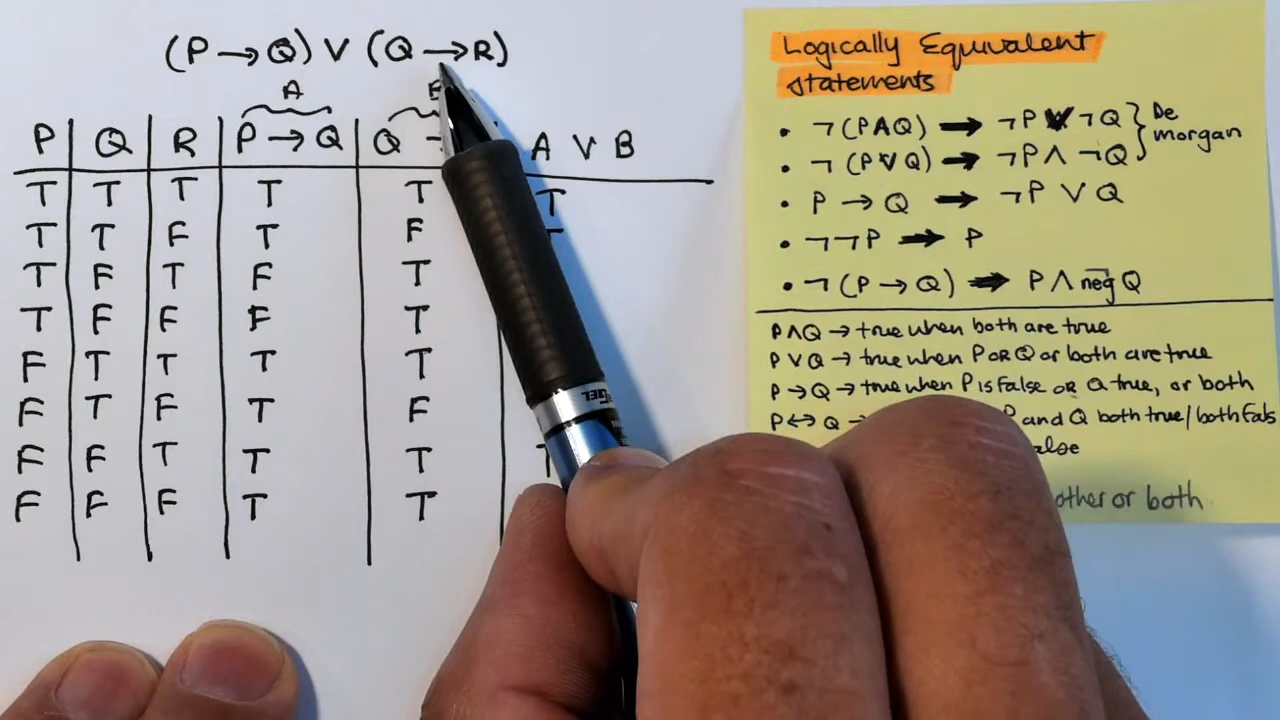 (P → Q) V (Q → R)
A
P Q R P → Q Q A V B
T T T T T T
T T F T F
T F T F T
T F F F T
F T T T T
F T F T F
F F T T T
F F F T T
GEL
Logically Equivalent
statements
• ¬(P∧Q) → ¬P V ¬Q
• ¬(P V Q) → ¬P ∧ ¬Q
De
morgan
• P → Q → ¬P V Q
• ¬¬P → P
• ¬(P → Q) → P ∧ neg Q
P∧Q → true when both are true
P V Q → true when P OR Q or both are true
P → Q → true when P is False OR Q true, or both
P ↔ Q → and Q both true/both Fals
other or both